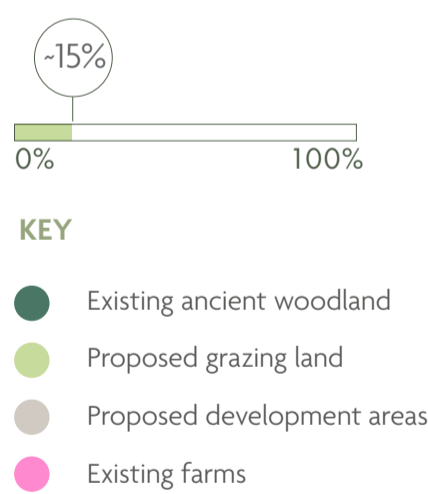 ~15%
0% 100%
KEY
Existing ancient woodland
Proposed grazing land
Proposed development areas
Existing farms